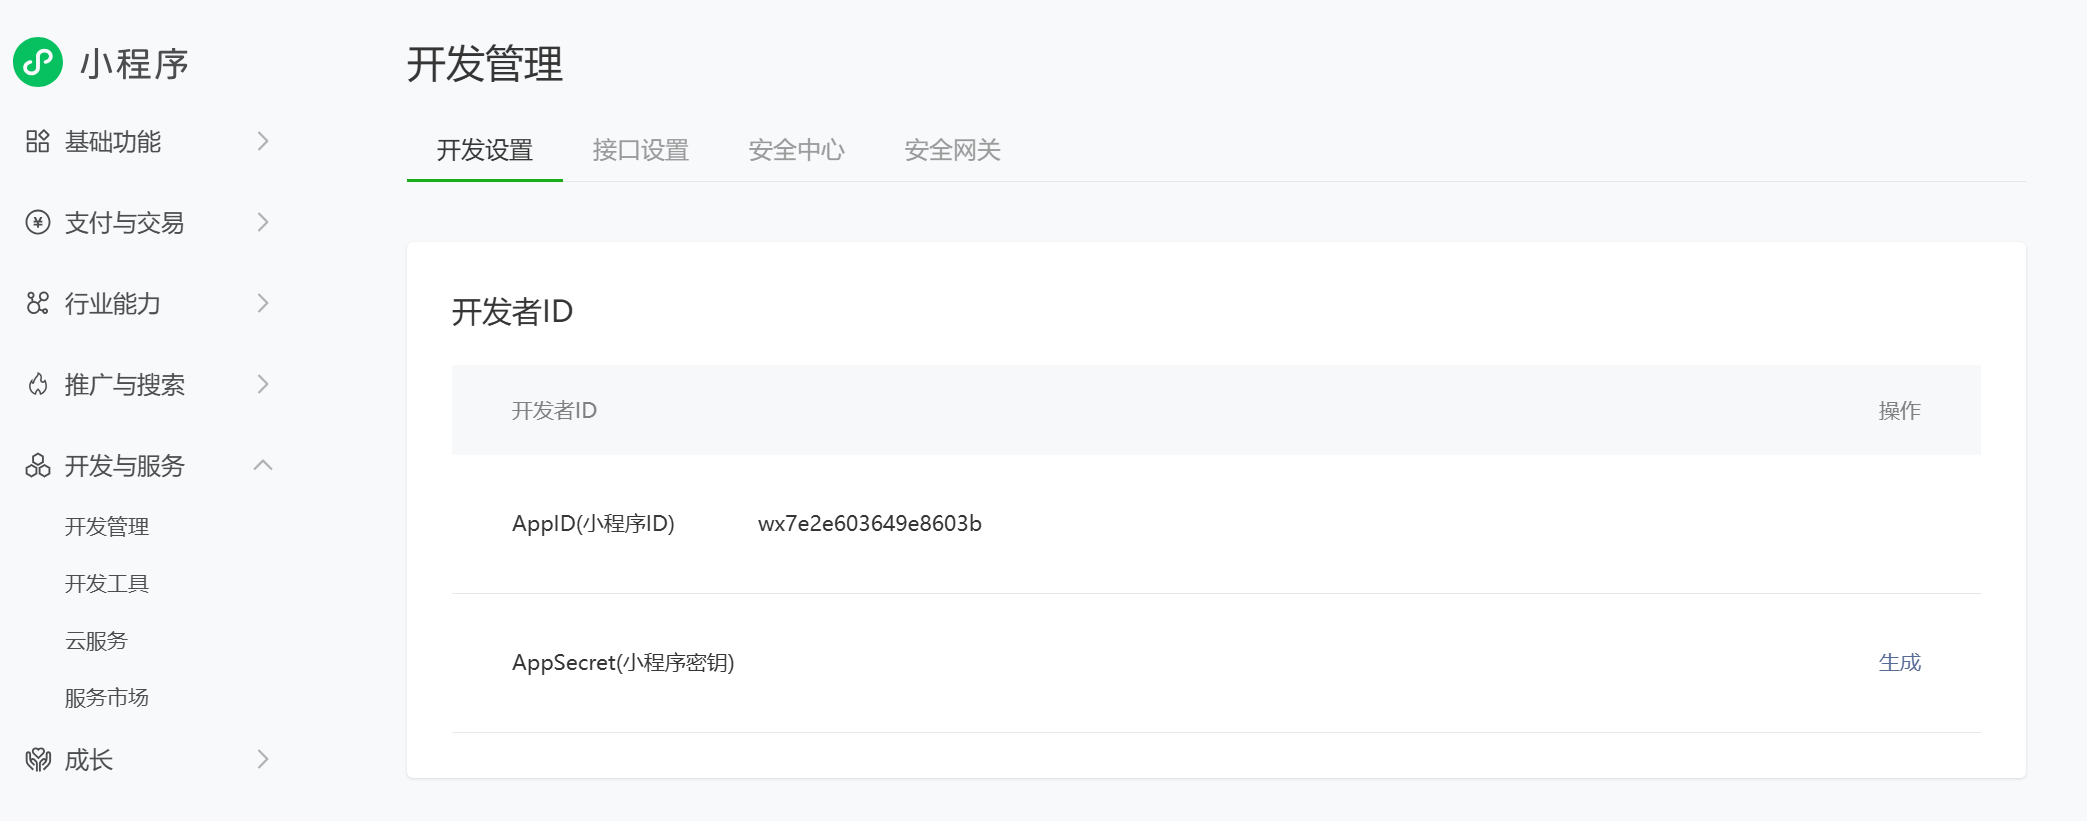 小程序
基础功能
支付与交易
行业能力
推广与搜索
开发与服务
开发管理
开发工具
云服务
服务市场
成长
开发管理
开发设置 接口设置 安全中心 安全网关
开发者ID
开发者ID 操作
AppID(小程序ID) wx7e2e603649e8603b
AppSecret(小程序密钥) 生成